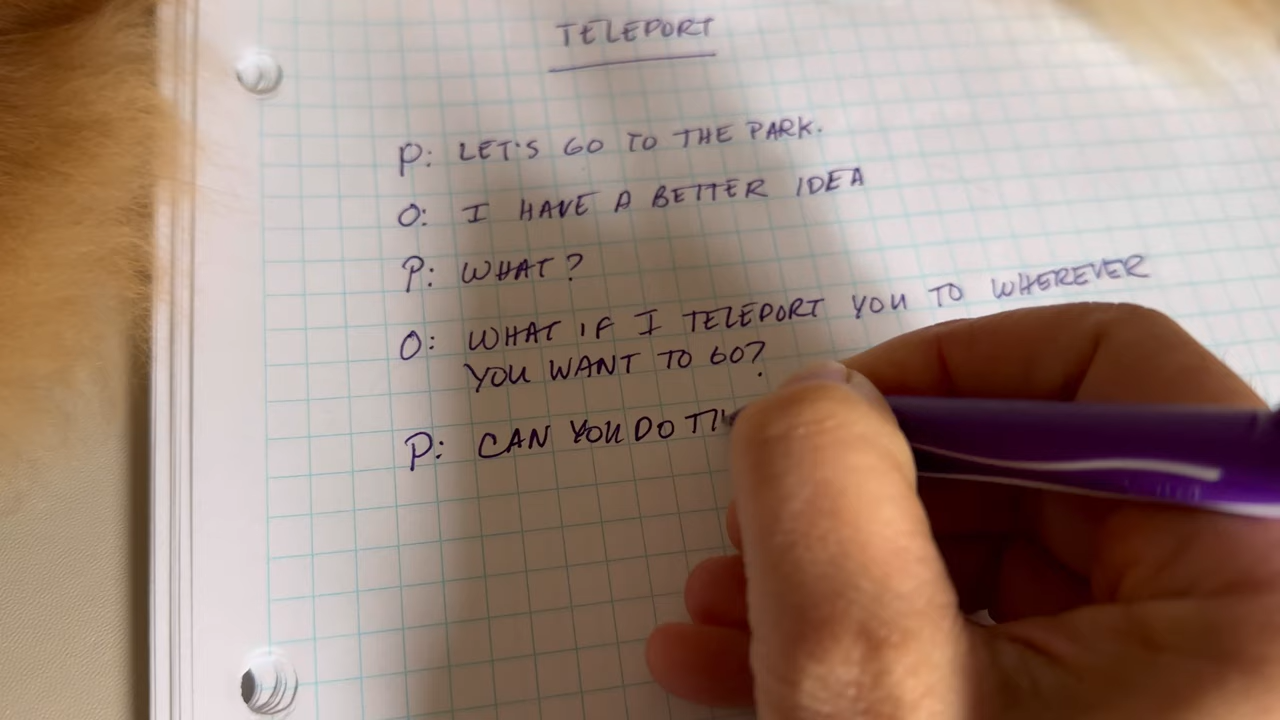 TELEPORT
P: LET'S GO TO THE PARK.
O: I HAVE A BETTER IDEA
P: WHAT?
O: WHAT IF I TELEPORT YOU TO WHEREVER
YOU WANT TO GO?
P: CAN YOU DO